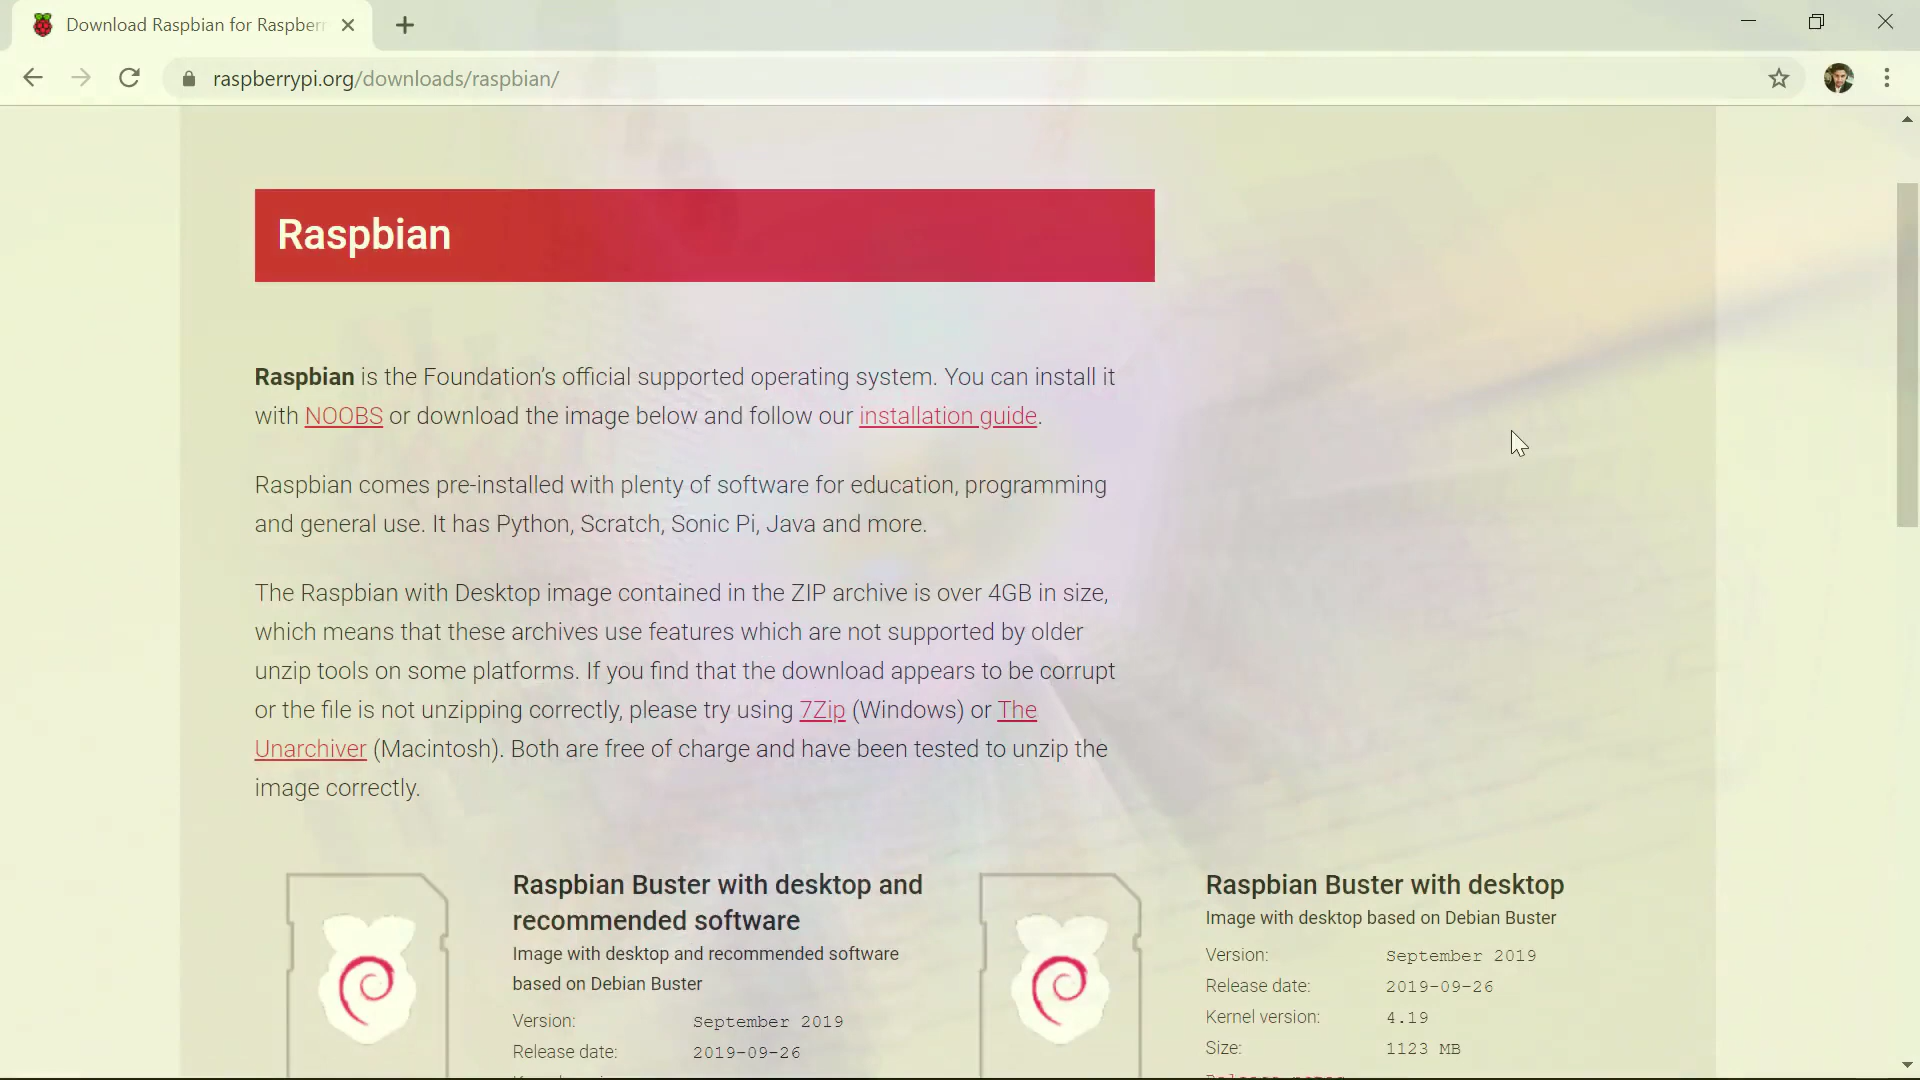 Download Raspbian for Raspberr
raspberrypi.org/downloads/raspbian/
Raspbian
Raspbian is the Foundation's official supported operating system. You can install it
with NOOBS or download the image below and follow our installation guide.
Raspbian comes pre-installed with plenty of software for education, programming
and general use. It has Python, Scratch, Sonic Pi, Java and more.
The Raspbian with Desktop image contained in the ZIP archive is over 4GB in size,
which means that these archives use features which are not supported by older
unzip tools on some platforms. If you find that the download appears to be corrupt
or the file is not unzipping correctly, please try using 7Zip (Windows) or The
Unarchiver (Macintosh). Both are free of charge and have been tested to unzip the
image correctly.
Raspbian Buster with desktop and
recommended software
Image with desktop and recommended software
based on Debian Buster
Version: September 2019
Release date: 2019-09-26
Raspbian Buster with desktop
Image with desktop based on Debian Buster
Version: September 2019
Release date: 2019-09-26
Kernel version: 4.19
Size: 1123 MB